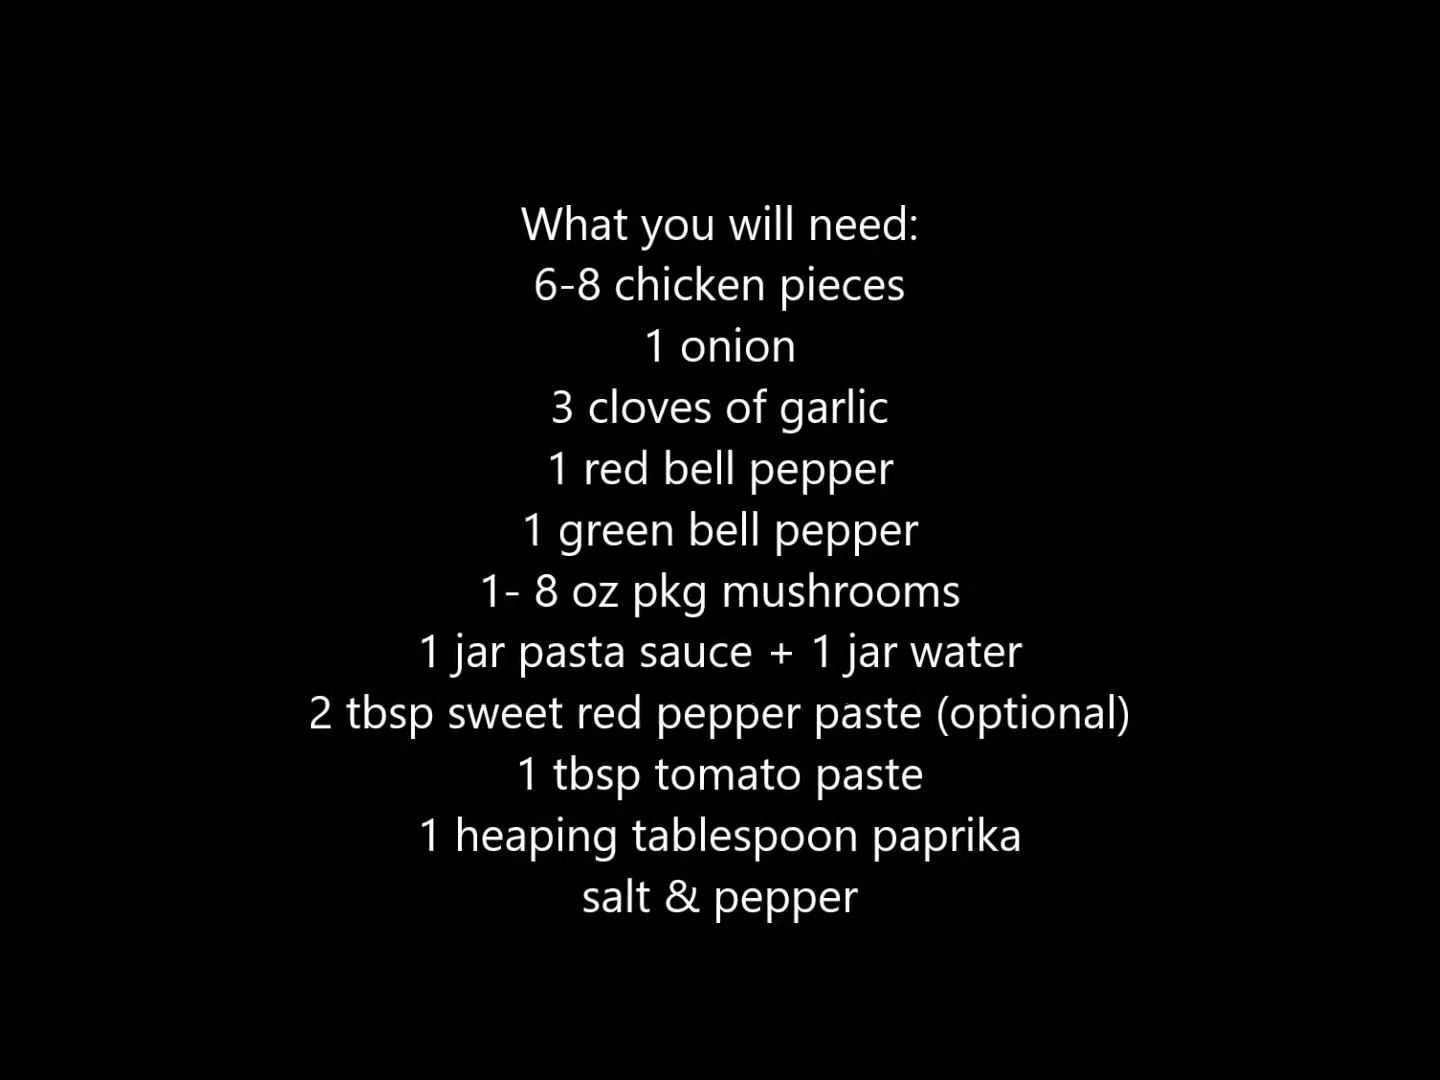 What you will need:
6-8 chicken pieces
1 onion
3 cloves of garlic
1 red bell pepper
1 green bell pepper
1- 8 oz pkg mushrooms
1 jar pasta sauce + 1 jar water
2 tbsp sweet red pepper paste (optional)
1 tbsp tomato paste
1 heaping tablespoon paprika
salt & pepper